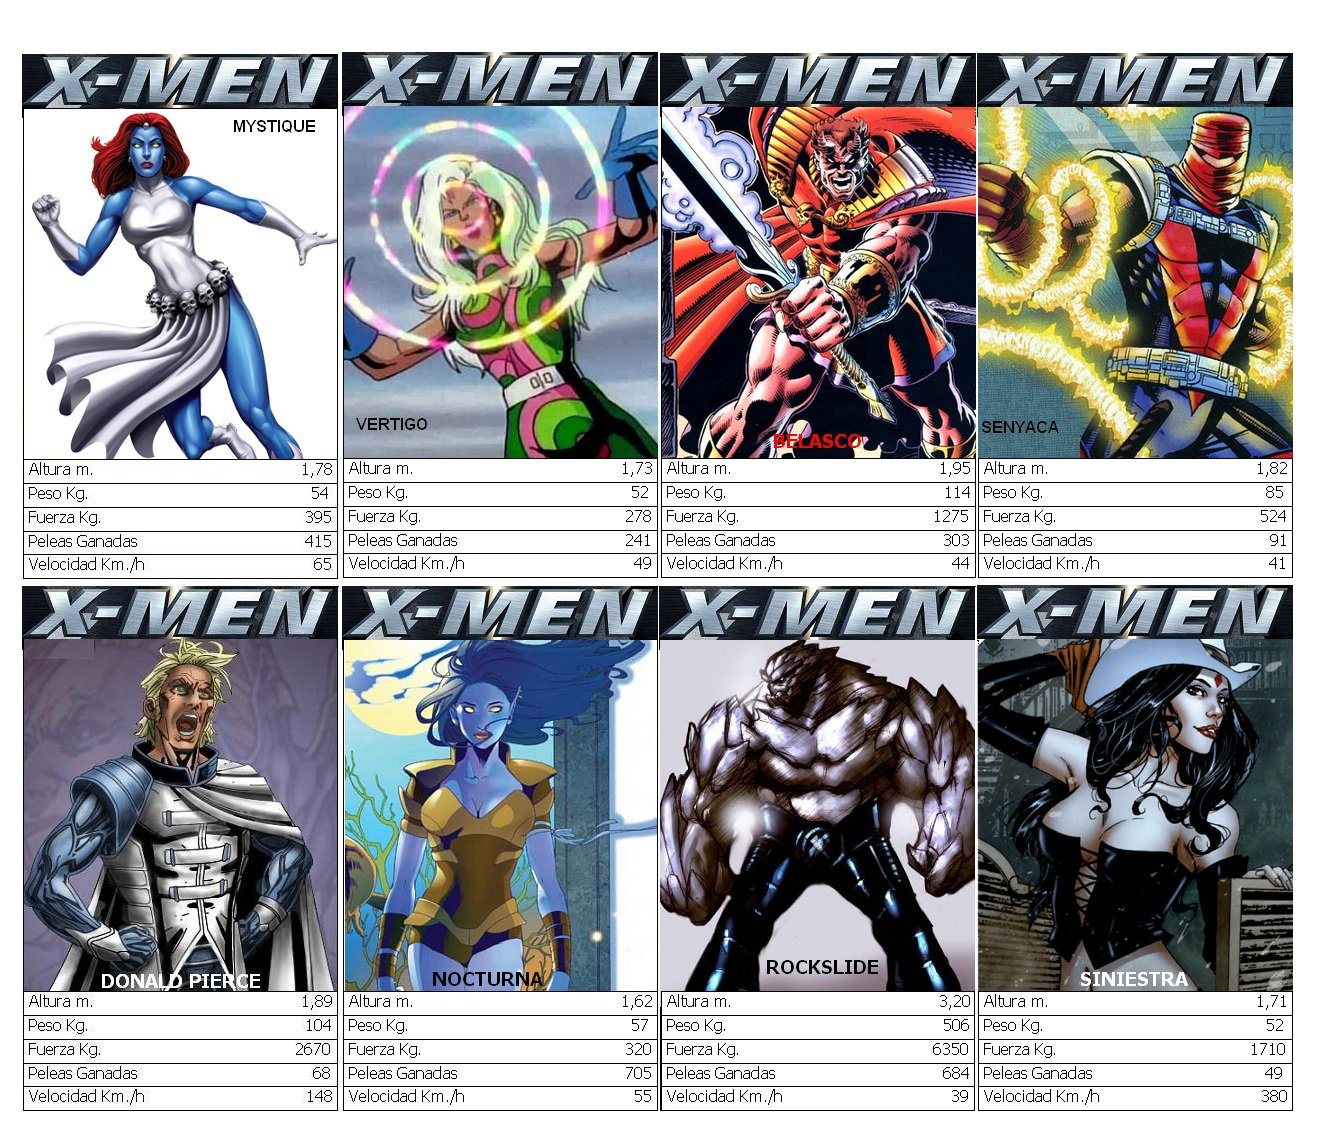 X-MEN
MYSTIQUE
Altura m. 1,78
Peso Kg. 54
Fuerza Kg. 395
Peleas Ganadas 415
Velocidad Km./h 65
X-MEN
VERTIGO
Altura m. 1,73
Peso Kg. 52
Fuerza Kg. 278
Peleas Ganadas 241
Velocidad Km./h 49
X-MEN
BELASCO
Altura m. 1,95
Peso Kg. 114
Fuerza Kg. 1275
Peleas Ganadas 303
Velocidad Km./h 44
X-MEN
SENYACA
Altura m. 1,82
Peso Kg. 85
Fuerza Kg. 524
Peleas Ganadas 91
Velocidad Km./h 41
X-MEN
DONALD PIERCE
Altura m. 1,89
Peso Kg. 104
Fuerza Kg. 2670
Peleas Ganadas 68
Velocidad Km./h 148
X-MEN
NOCTURNA
Altura m. 1,62
Peso Kg. 57
Fuerza Kg. 320
Peleas Ganadas 705
Velocidad Km./h 55
X-MEN
ROCKSLIDE
Altura m. 3,20
Peso Kg. 506
Fuerza Kg. 6350
Peleas Ganadas 684
Velocidad Km./h 39
X-MEN
SINIESTRA
Altura m. 1,71
Peso Kg. 52
Fuerza Kg. 1710
Peleas Ganadas 49
Velocidad Km./h 380